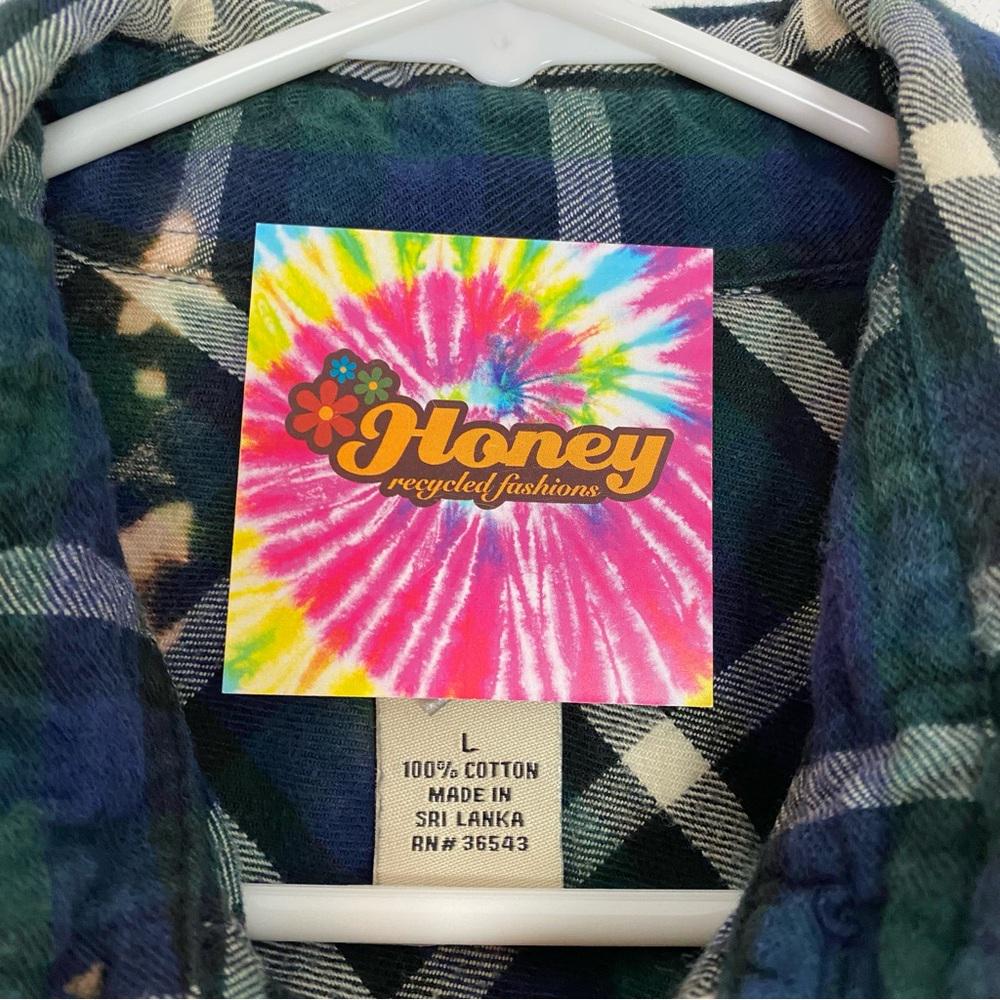 Honey
recycled fashions
L
100% COTTON
MADE IN
SRI LANKA
RN# 36543